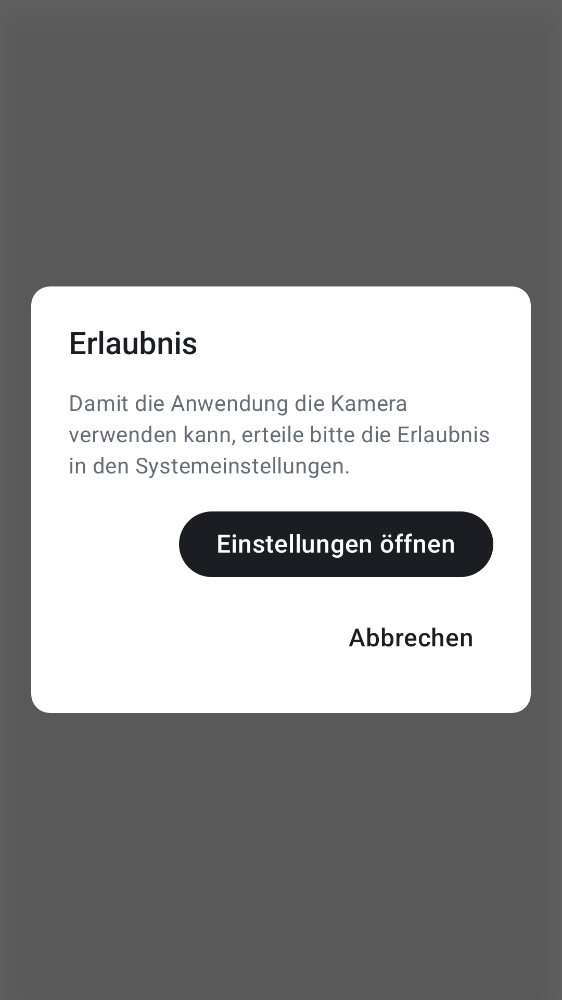 Erlaubnis
Damit die Anwendung die Kamera
verwenden kann, erteile bitte die Erlaubnis
in den Systemeinstellungen.
Einstellungen öffnen
Abbrechen